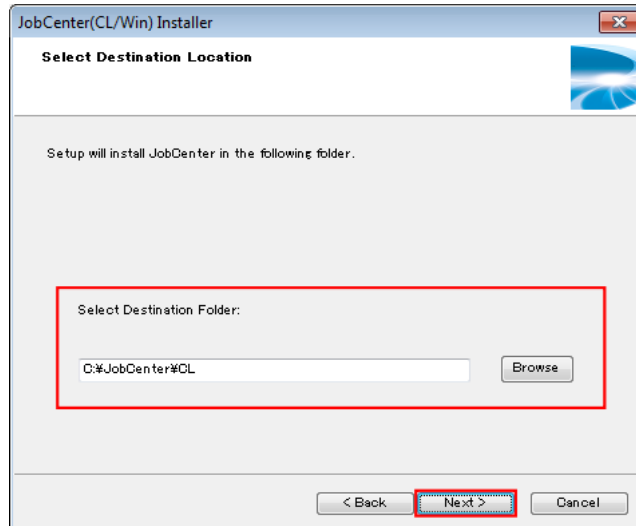 JobCenter(CL/Win) Installer
Select Destination Location
Setup will install JobCenter in the following folder.
Select Destination Folder:
C:¥JobCenter¥CL
Browse
< Back
Next >
Cancel